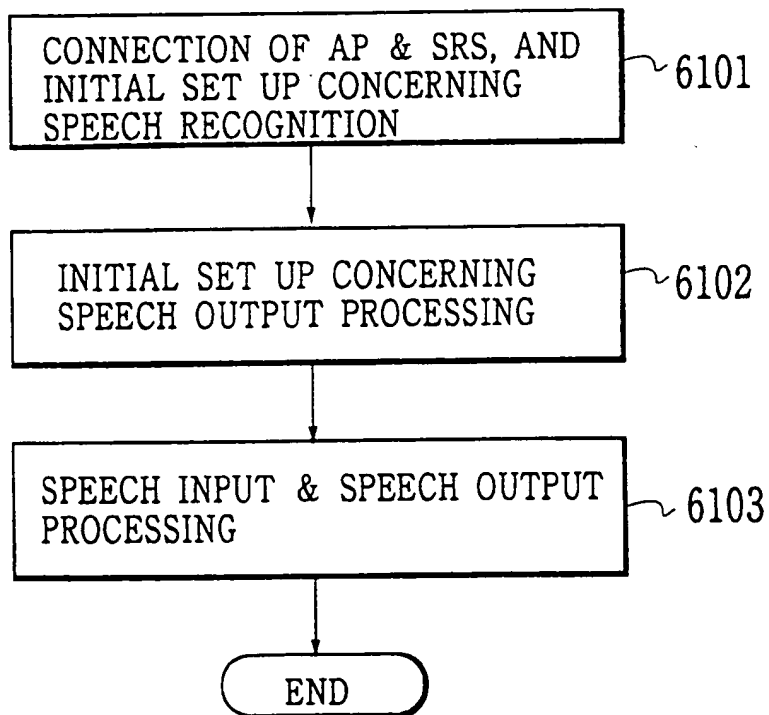 CONNECTION OF AP & SRS, AND
INITIAL SET UP CONCERNING
SPEECH RECOGNITION
6101
INITIAL SET UP CONCERNING
SPEECH OUTPUT PROCESSING
6102
SPEECH INPUT & SPEECH OUTPUT
PROCESSING
6103
END